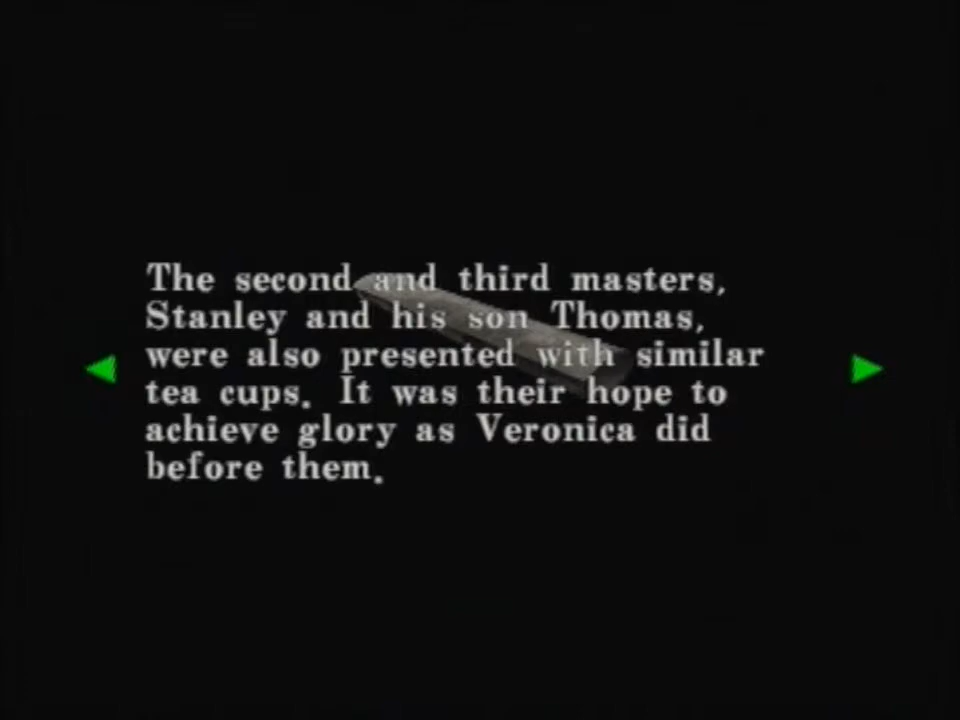 The second and third masters,
Stanley and his son Thomas,
were also presented with similar
tea cups. It was their hope to
achieve glory as Veronica did
before them.